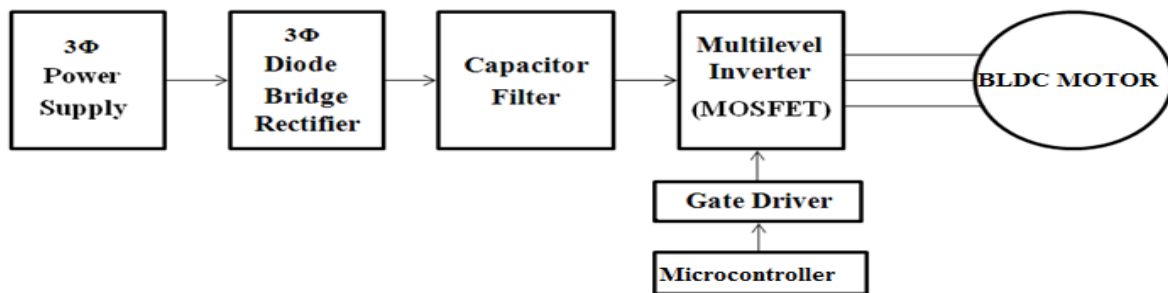 3Φ
Power
Supply
3Φ
Diode
Bridge
Rectifier
Capacitor
Filter
Multilevel
Inverter
(MOSFET)
BLDC MOTOR
Gate Driver
Microcontroller